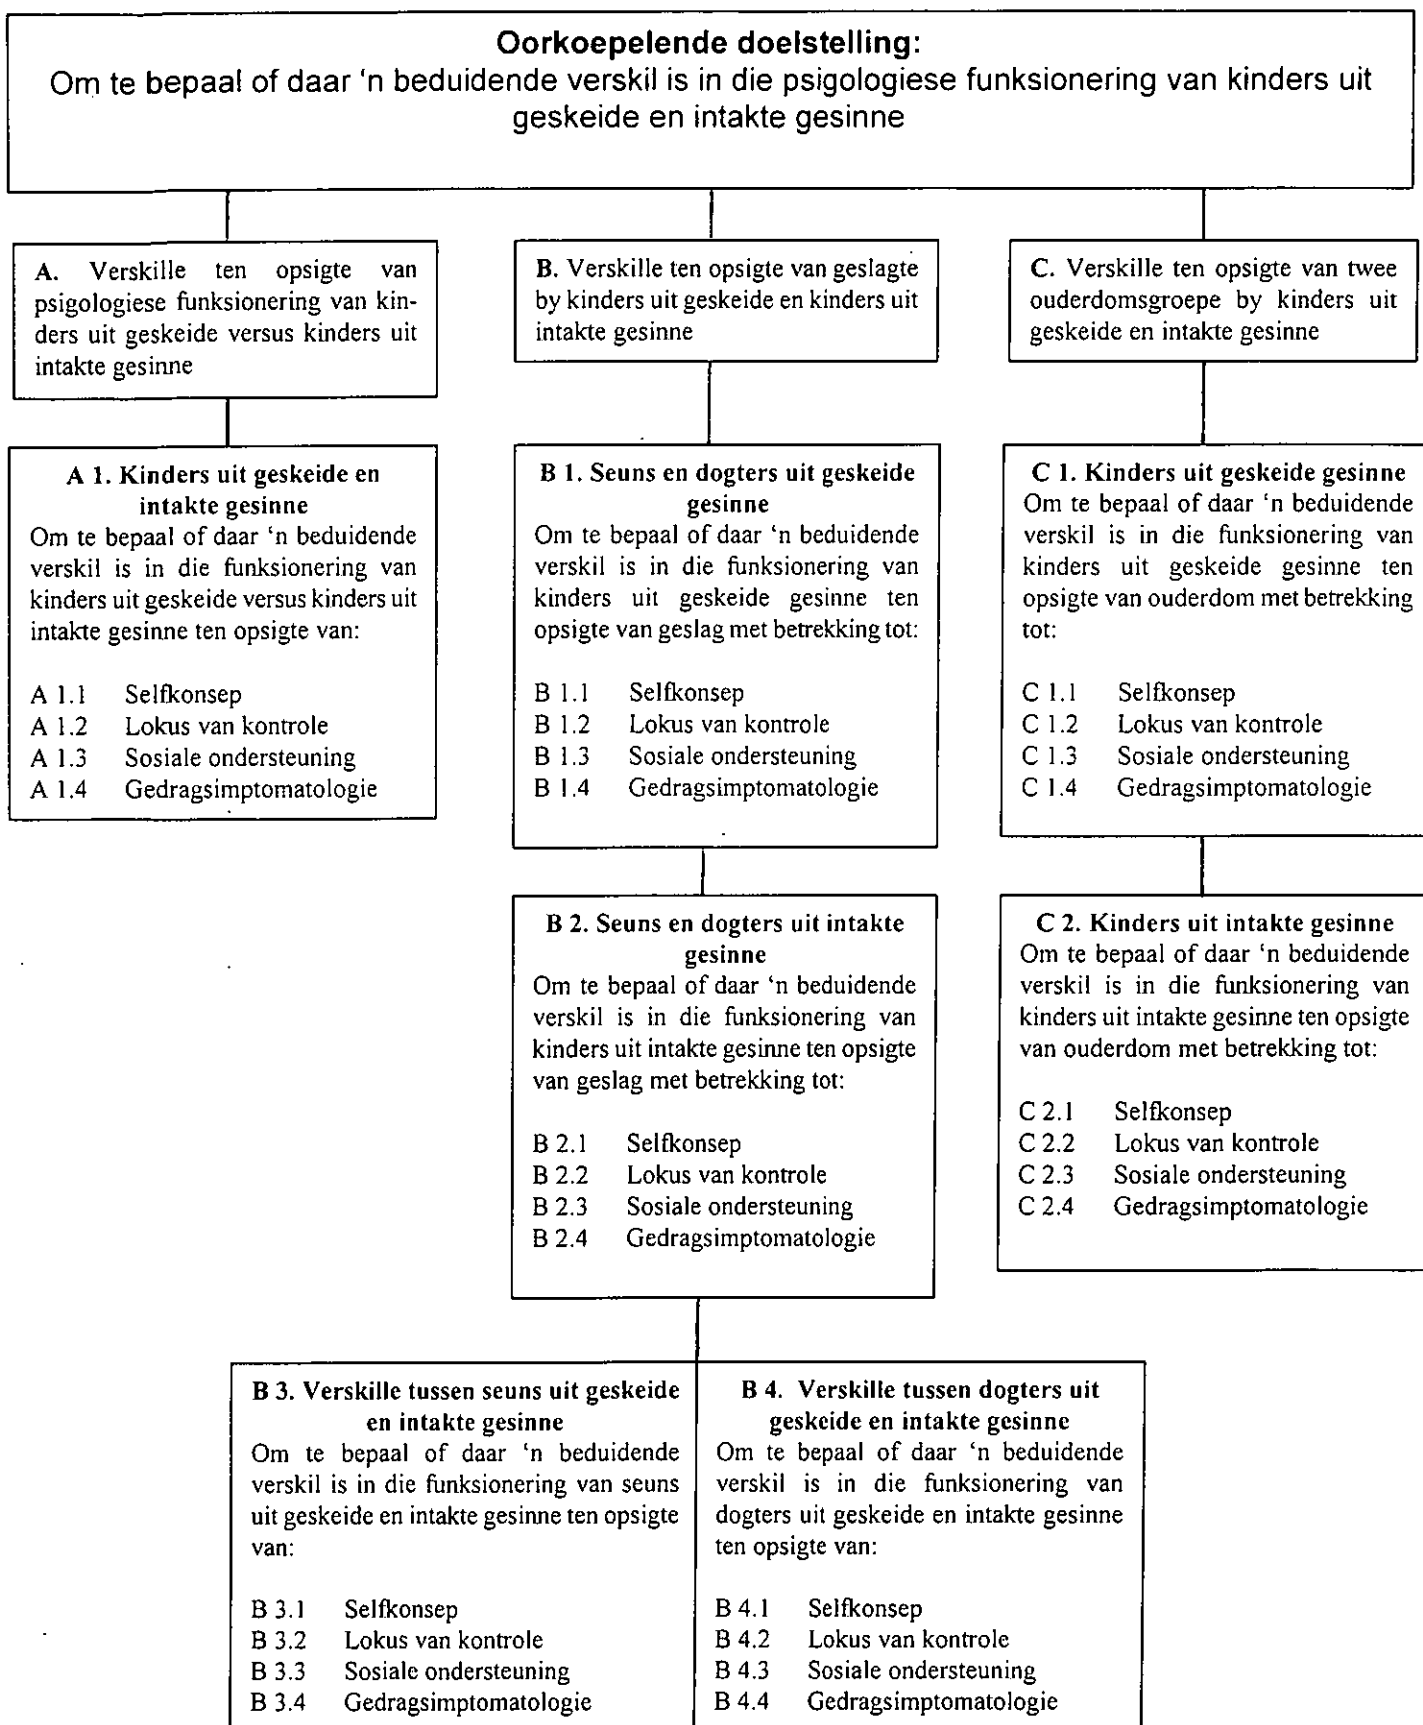 Oorkoepelende doelstelling:
Om te bepaal of daar ‘n beduidende verskil is in die psigologiese funksionering van kinders uit
geskeide en intakte gesinne
A. Verskille ten opsigte van
psigologiese funksionering van kin-
ders uit geskeide versus kinders uit
intakte gesinne
B. Verskille ten opsigte van geslagte
by kinders uit geskeide en kinders uit
intakte gesinne
C. Verskille ten opsigte van twee
ouderdomsgroepe by kinders uit
geskeide en intakte gesinne
A 1. Kinders uit geskeide en
intakte gesinne
Om te bepaal of daar ‘n beduidende
verskil is in die funksionering van
kinders uit geskeide versus kinders uit
intakte gesinne ten opsigte van:
A 1.1 Selfkonsep
A 1.2 Lokus van kontrole
A 1.3 Sosiale ondersteuning
A 1.4 Gedragsimptomatologie
B 1. Seuns en dogters uit geskeide
gesinne
Om te bepaal of daar ‘n beduidende
verskil is in die funksionering van
kinders uit geskeide gesinne ten
opsigte van geslag met betrekking tot:
B 1.1 Selfkonsep
B 1.2 Lokus van kontrole
B 1.3 Sosiale ondersteuning
B 1.4 Gedragsimptomatologie
C 1. Kinders uit geskeide gesinne
Om te bepaal of daar ‘n beduidende
verskil is in die funksionering van
kinders uit geskeide gesinne ten
opsigte van ouderdom met betrekking
tot:
C 1.1 Selfkonsep
C 1.2 Lokus van kontrole
C 1.3 Sosiale ondersteuning
C 1.4 Gedragsimptomatologie
B 2. Seuns en dogters uit intakte
gesinne
Om te bepaal of daar ‘n beduidende
verskil is in die funksionering van
kinders uit intakte gesinne ten opsigte
van geslag met betrekking tot:
B 2.1 Selfkonsep
B 2.2 Lokus van kontrole
B 2.3 Sosiale ondersteuning
B 2.4 Gedragsimptomatologie
C 2. Kinders uit intakte gesinne
Om te bepaal of daar ‘n beduidende
verskil is in die funksionering van
kinders uit intakte gesinne ten opsigte
van ouderdom met betrekking tot:
C 2.1 Selfkonsep
C 2.2 Lokus van kontrole
C 2.3 Sosiale ondersteuning
C 2.4 Gedragsimptomatologie
B 3. Verskille tussen seuns uit geskeide
en intakte gesinne
Om te bepaal of daar ‘n beduidende
verskil is in die funksionering van seuns
uit geskeide en intakte gesinne ten opsigte
van:
B 3.1 Selfkonsep
B 3.2 Lokus van kontrole
B 3.3 Sosiale ondersteuning
B 3.4 Gedragsimptomatologie
B 4. Verskille tussen dogters uit
geskeide en intakte gesinne
Om te bepaal of daar ‘n beduidende
verskil is in die funksionering van
dogters uit geskeide en intakte gesinne
ten opsigte van:
B 4.1 Selfkonsep
B 4.2 Lokus van kontrole
B 4.3 Sosiale ondersteuning
B 4.4 Gedragsimptomatologie